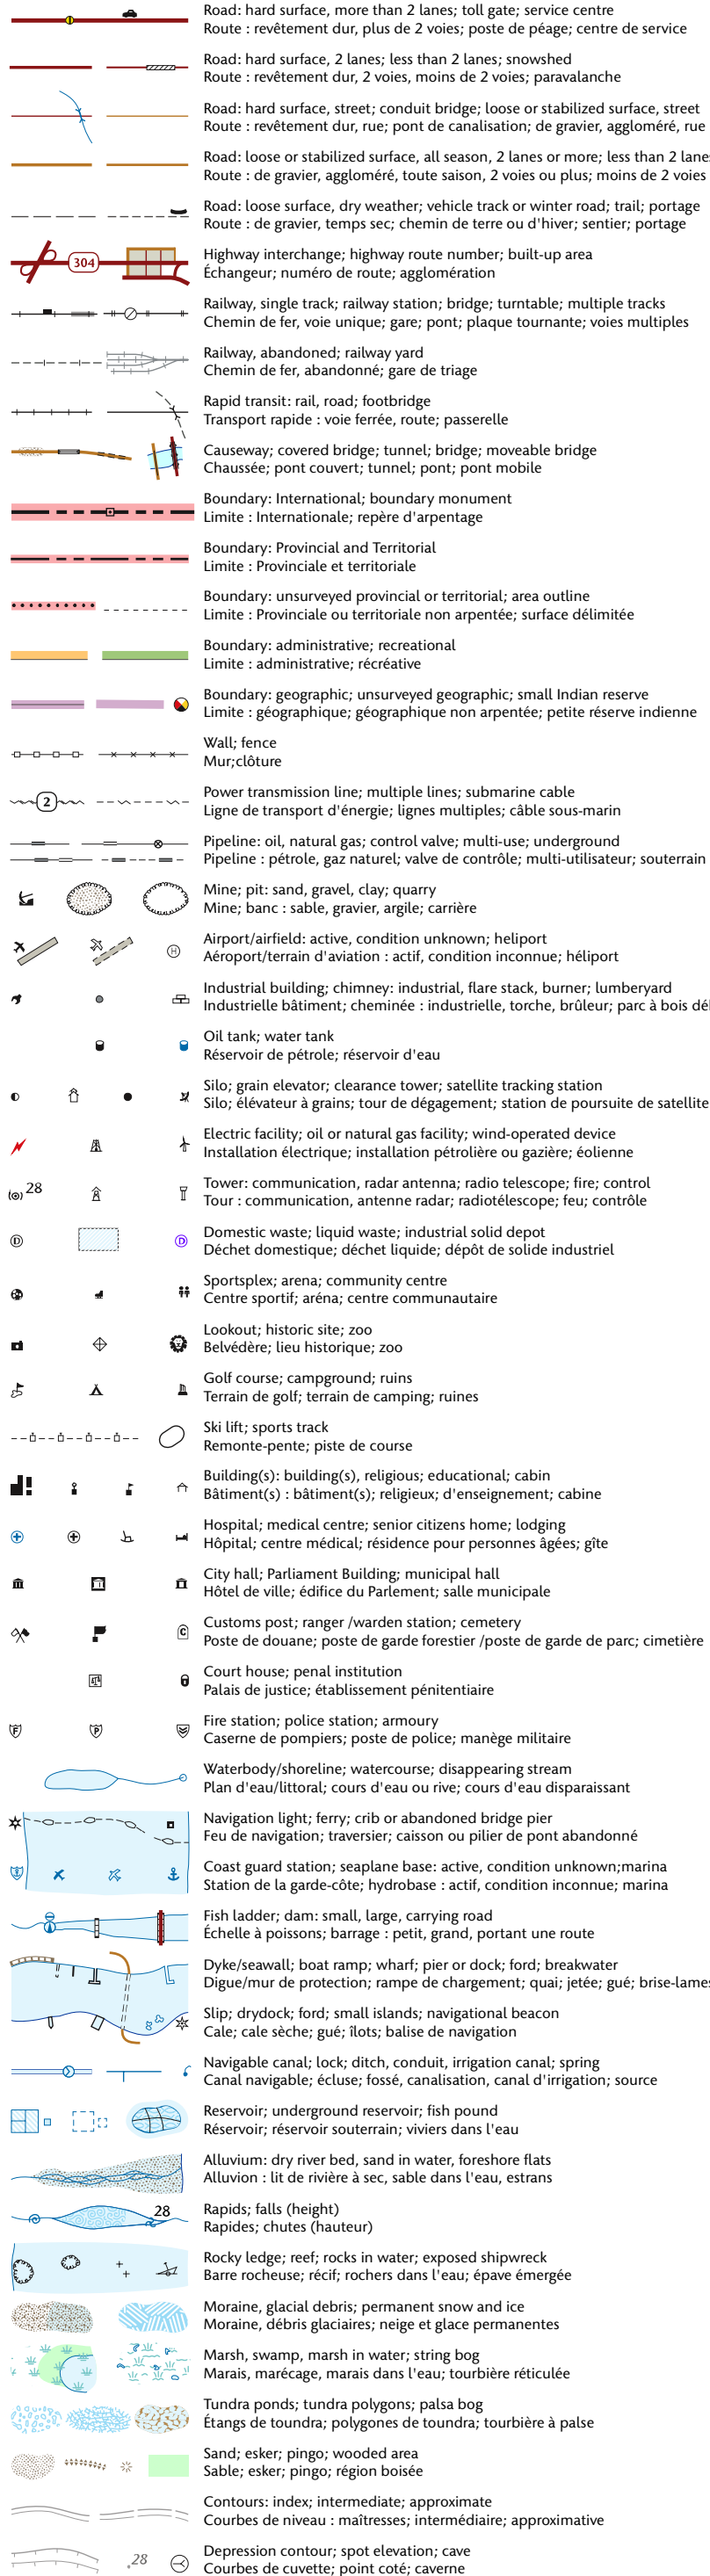 Road: hard surface, more than 2 lanes; toll gate; service centre
Route : revêtement dur, plus de 2 voies; poste de péage; centre de service
Road: hard surface, 2 lanes; less than 2 lanes; snowshed
Route : revêtement dur, 2 voies, moins de 2 voies; paravalanche
Road: hard surface, street; conduit bridge; loose or stabilized surface, street
Route : revêtement dur, rue; pont de canalisation; de gravier, aggloméré, rue
Road: loose or stabilized surface, all season, 2 lanes or more; less than 2 lane
Route : de gravier, aggloméré, toute saison, 2 voies ou plus; moins de 2 voies
Road: loose surface, dry weather; vehicle track or winter road; trail; portage
Route : de gravier, temps sec; chemin de terre ou d'hiver; sentier; portage
304
Highway interchange; highway route number; built-up area
Échangeur; numéro de route; agglomération
Railway, single track; railway station; bridge; turntable; multiple tracks
Chemin de fer, voie unique; gare; pont; plaque tournante; voies multiples
Railway, abandoned; railway yard
Chemin de fer, abandonné; gare de triage
Rapid transit: rail, road; footbridge
Transport rapide : voie ferrée, route; passerelle
Causeway; covered bridge; tunnel; bridge; moveable bridge
Chaussée; pont couvert; tunnel; pont; pont mobile
Boundary: International; boundary monument
Limite : Internationale; repère d'arpentage
Boundary: Provincial and Territorial
Limite : Provinciale et territoriale
Boundary: unsurveyed provincial or territorial; area outline
Limite : Provinciale ou territoriale non arpentée; surface délimitée
Boundary: administrative; recreational
Limite : administrative; récréative
Boundary: geographic; unsurveyed geographic; small Indian reserve
Limite : géographique; géographique non arpentée; petite réserve indienne
Wall; fence
Mur;clôture
2
Power transmission line; multiple lines; submarine cable
Ligne de transport d'énergie; lignes multiples; câble sous-marin
Pipeline: oil, natural gas; control valve; multi-use; underground
Pipeline : pétrole, gaz naturel; valve de contrôle; multi-utilisateur; souterrain
Mine; pit: sand, gravel, clay; quarry
Mine; banc : sable, gravier, argile; carrière
H
Airport/airfield: active, condition unknown; heliport
Aéroport/terrain d'aviation : actif, condition inconnue; héliport
Industrial building; chimney: industrial, flare stack, burner; lumberyard
Industrielle bâtiment; cheminée : industrielle, torche, brûleur; parc à bois dé
Oil tank; water tank
Réservoir de pétrole; réservoir d'eau
Silo; grain elevator; clearance tower; satellite tracking station
Silo; élévateur à grains; tour de dégagement; station de poursuite de satellite
Electric facility; oil or natural gas facility; wind-operated device
Installation électrique; installation pétrolière ou gazière; éolienne
28
Tower: communication, radar antenna; radio telescope; fire; control
Tour : communication, antenne radar; radiotélescope; feu; contrôle
D D
Domestic waste; liquid waste; industrial solid depot
Déchet domestique; déchet liquide; dépôt de solide industriel
Sportsplex; arena; community centre
Centre sportif; aréna; centre communautaire
Lookout; historic site; zoo
Belvédère; lieu historique; zoo
Golf course; campground; ruins
Terrain de golf; terrain de camping; ruines
Ski lift; sports track
Remonte-pente; piste de course
Building(s): building(s), religious; educational; cabin
Bâtiment(s) : bâtiment(s); religieux; d'enseignement; cabine
Hospital; medical centre; senior citizens home; lodging
Hôpital; centre médical; résidence pour personnes âgées; gîte
City hall; Parliament Building; municipal hall
Hôtel de ville; édifice du Parlement; salle municipale
C
Customs post; ranger /warden station; cemetery
Poste de douane; poste de garde forestier /poste de garde de parc; cimetière
Court house; penal institution
Palais de justice; établissement pénitentiaire
F P
Fire station; police station; armoury
Caserne de pompiers; poste de police; manège militaire
Waterbody/shoreline; watercourse; disappearing stream
Plan d'eau/littoral; cours d'eau ou rive; cours d'eau disparaissant
Navigation light; ferry; crib or abandoned bridge pier
Feu de navigation; traversier; caisson ou pilier de pont abandonné
Coast guard station; seaplane base: active, condition unknown;marina
Station de la garde-côte; hydrobase : actif, condition inconnue; marina
Fish ladder; dam: small, large, carrying road
Échelle à poissons; barrage : petit, grand, portant une route
Dyke/seawall; boat ramp; wharf; pier or dock; ford; breakwater
Digue/mur de protection; rampe de chargement; quai; jetée; gué; brise-lames
Slip; drydock; ford; small islands; navigational beacon
Cale; cale sèche; gué; îlots; balise de navigation
Navigable canal; lock; ditch, conduit, irrigation canal; spring
Canal navigable; écluse; fossé, canalisation, canal d'irrigation; source
Reservoir; underground reservoir; fish pound
Réservoir; réservoir souterrain; viviers dans l'eau
Alluvium: dry river bed, sand in water, foreshore flats
Alluvion : lit de rivière à sec, sable dans l'eau, estrans
28
Rapids; falls (height)
Rapides; chutes (hauteur)
Rocky ledge; reef; rocks in water; exposed shipwreck
Barre rocheuse; récif; rochers dans l'eau; épave émergée
Moraine, glacial debris; permanent snow and ice
Moraine, débris glaciaires; neige et glace permanentes
Marsh, swamp, marsh in water; string bog
Marais, marécage, marais dans l'eau; tourbière réticulée
Tundra ponds; tundra polygons; palsa bog
Étangs de toundra; polygones de toundra; tourbière à palse
Sand; esker; pingo; wooded area
Sable; esker; pingo; région boisée
Contours: index; intermediate; approximate
Courbes de niveau : maîtresses; intermédiaire; approximative
.28
Depression contour; spot elevation; cave
Courbes de cuvette; point coté; caverne